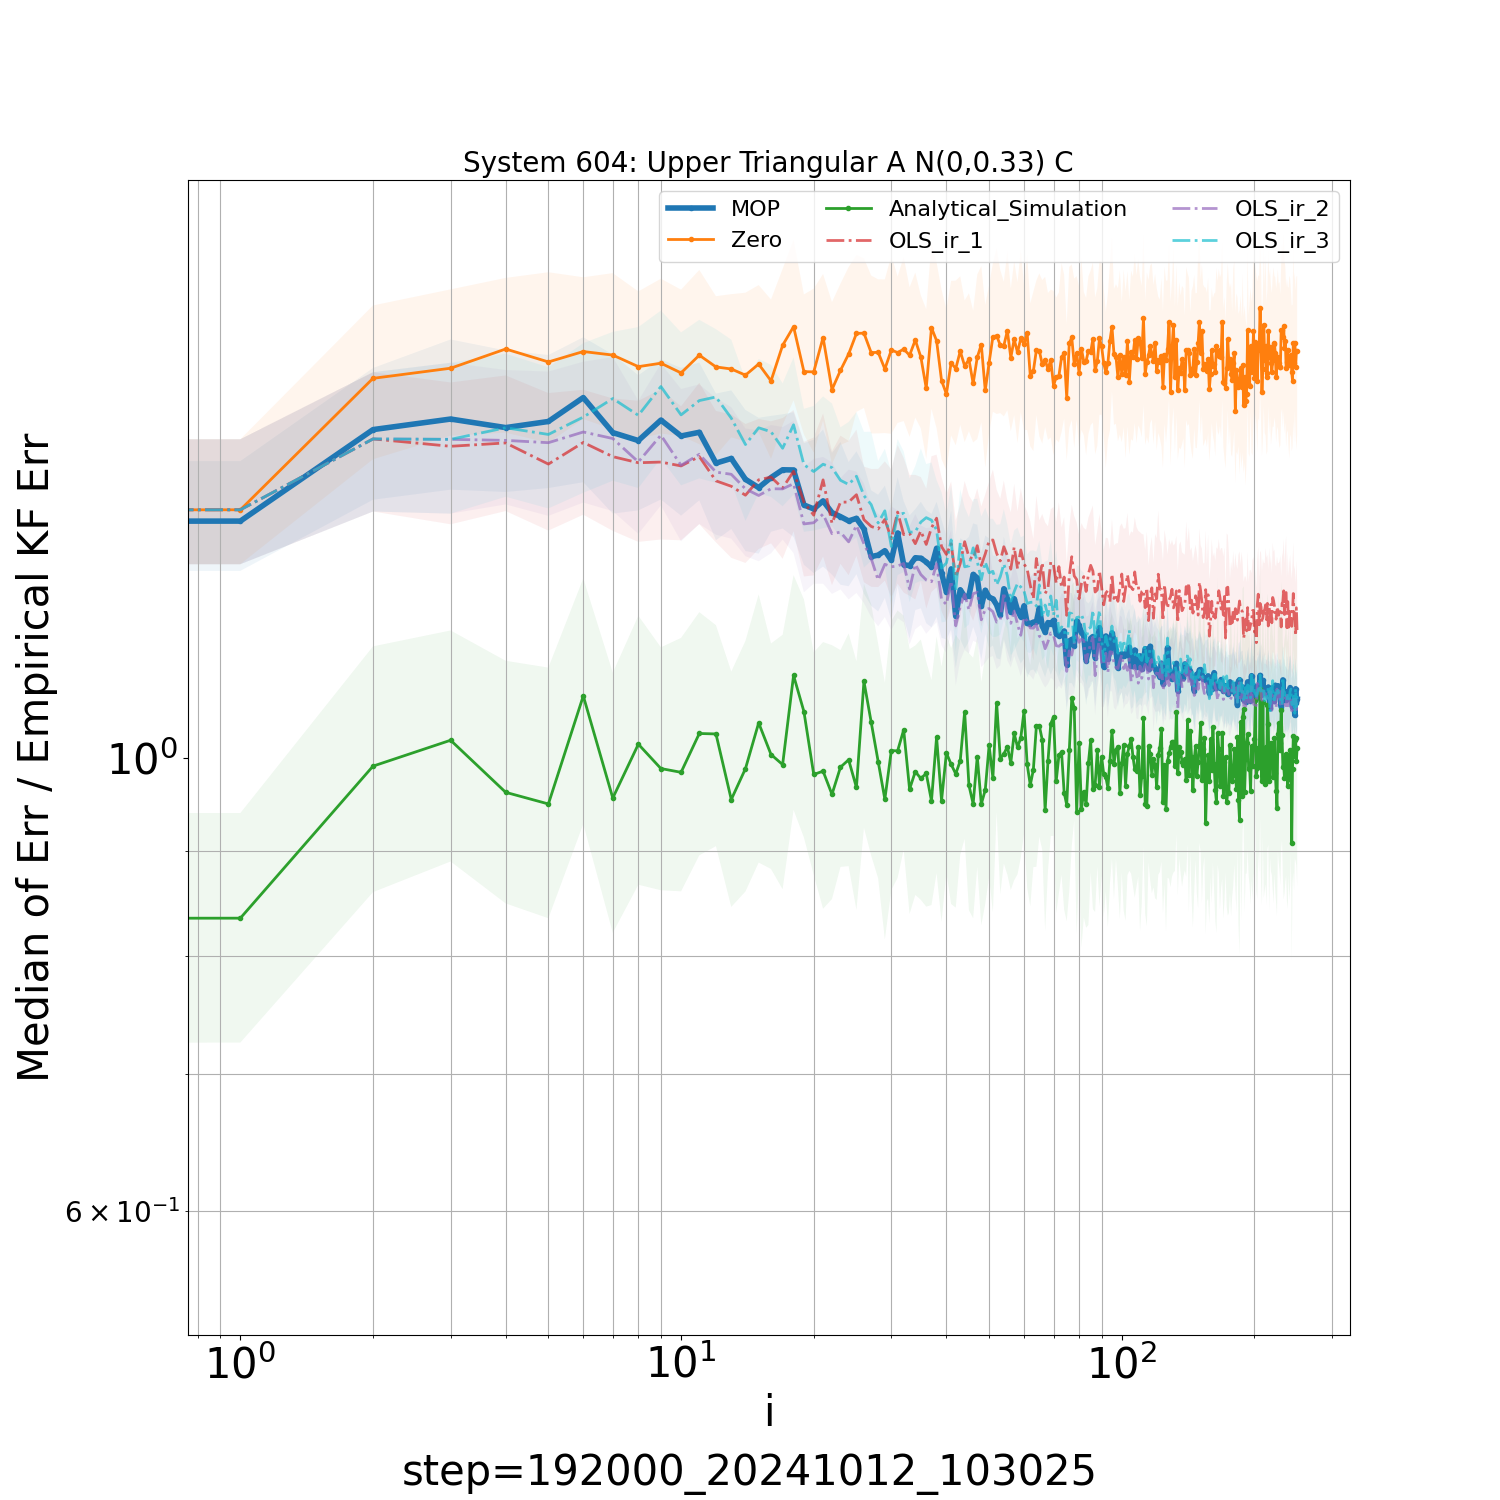 System 604: Upper Triangular A N(0,0.33) C
MOP
Zero
Analytical_Simulation
OLS_ir_1
OLS_ir_2
OLS_ir_3
Median of Err / Empirical KF Err
10⁰
6 × 10⁻¹
10⁰ 10¹ 10²
i
step=192000_20241012_103025